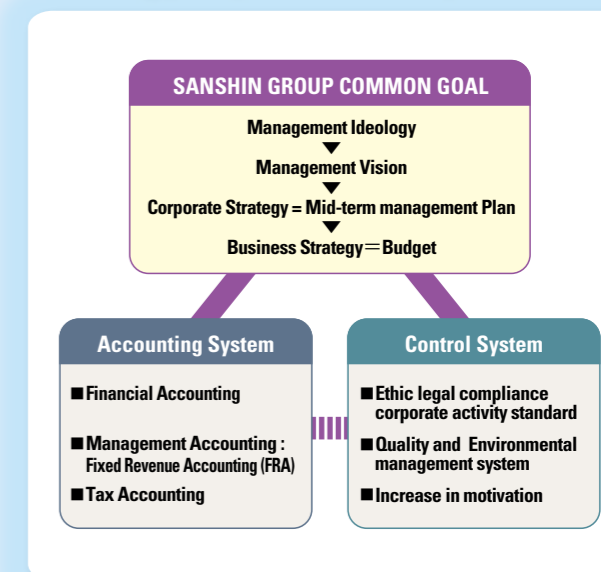 SANSHIN GROUP COMMON GOAL
Management Ideology
▼
Management Vision
▼
Corporate Strategy = Mid-term management Plan
▼
Business Strategy＝Budget
Accounting System
■Financial Accounting
■Management Accounting :
Fixed Revenue Accounting (FRA)
■Tax Accounting
Control System
■Ethic legal compliance
corporate activity standard
■Quality and Environmental
management system
■Increase in motivation